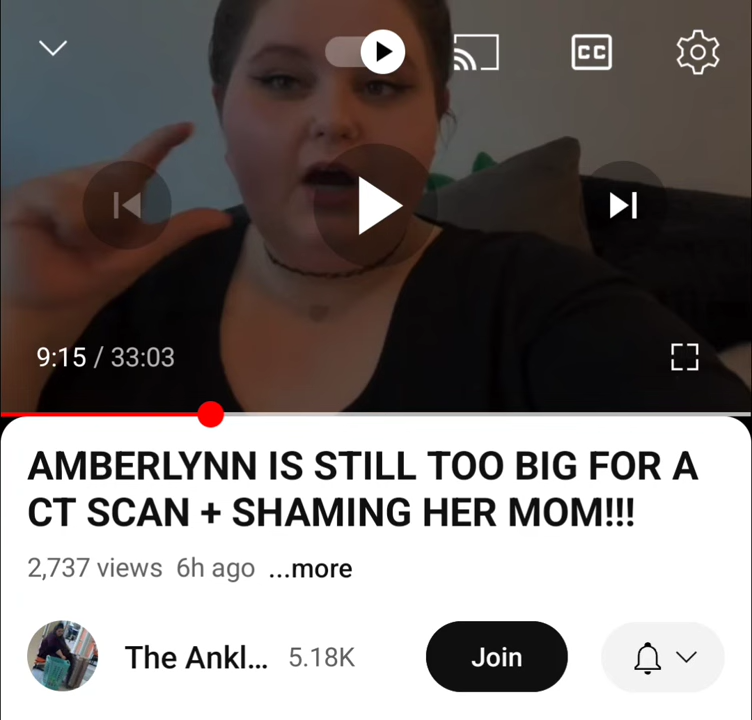 CC
9:15 / 33:03
AMBERLYNN IS STILL TOO BIG FOR A
CT SCAN + SHAMING HER MOM!!!
2,737 views 6h ago ...more
The Ankl... 5.18K Join